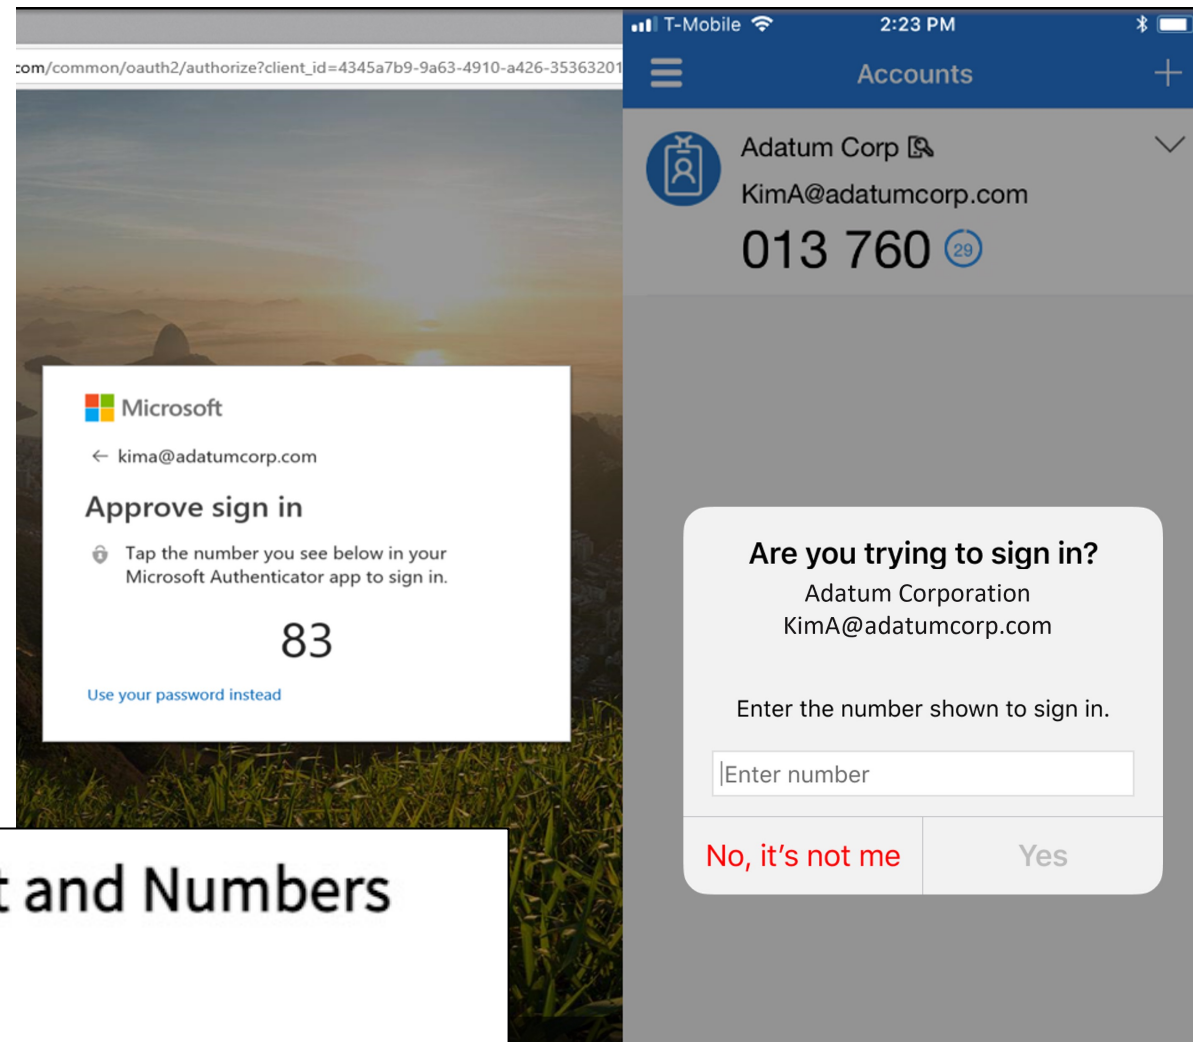 com/common/oauth2/authorize?client_id=4345a7b9-9a63-4910-a426-35363201
Microsoft
← kima@adatumcorp.com
Approve sign in
Tap the number you see below in your
Microsoft Authenticator app to sign in.
83
Use your password instead
t and Numbers
T-Mobile 2:23 PM
Accounts
Adatum Corp
KimA@adatumcorp.com
013 760 29
Are you trying to sign in?
Adatum Corporation
KimA@adatumcorp.com
Enter the number shown to sign in.
Enter number
No, it's not me Yes